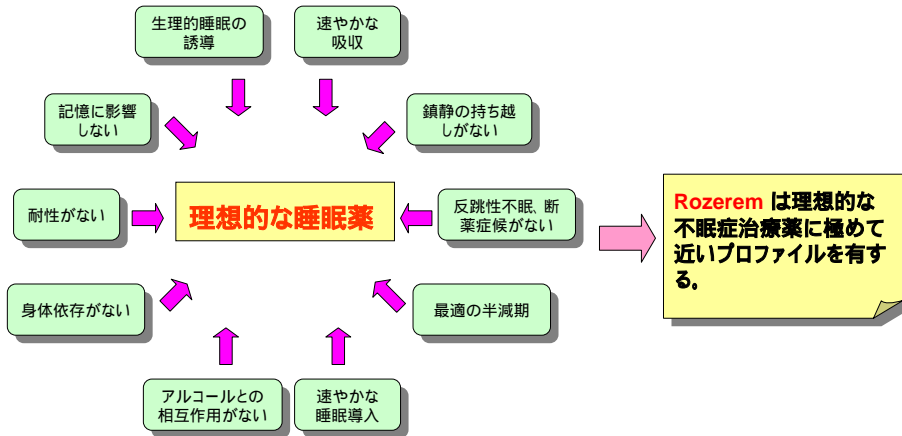 生理的睡眠の
誘導
速やかな
吸収
記憶に影響
しない
鎮静の持ち越
しがない
耐性がない
理想的な睡眠薬
反跳性不眠、断
薬症候がない
Rozerem は理想的な
不眠症治療薬に極めて
近いプロファイルを有す
る。
身体依存がない
最適の半減期
アルコールとの
相互作用がない
速やかな
睡眠導入